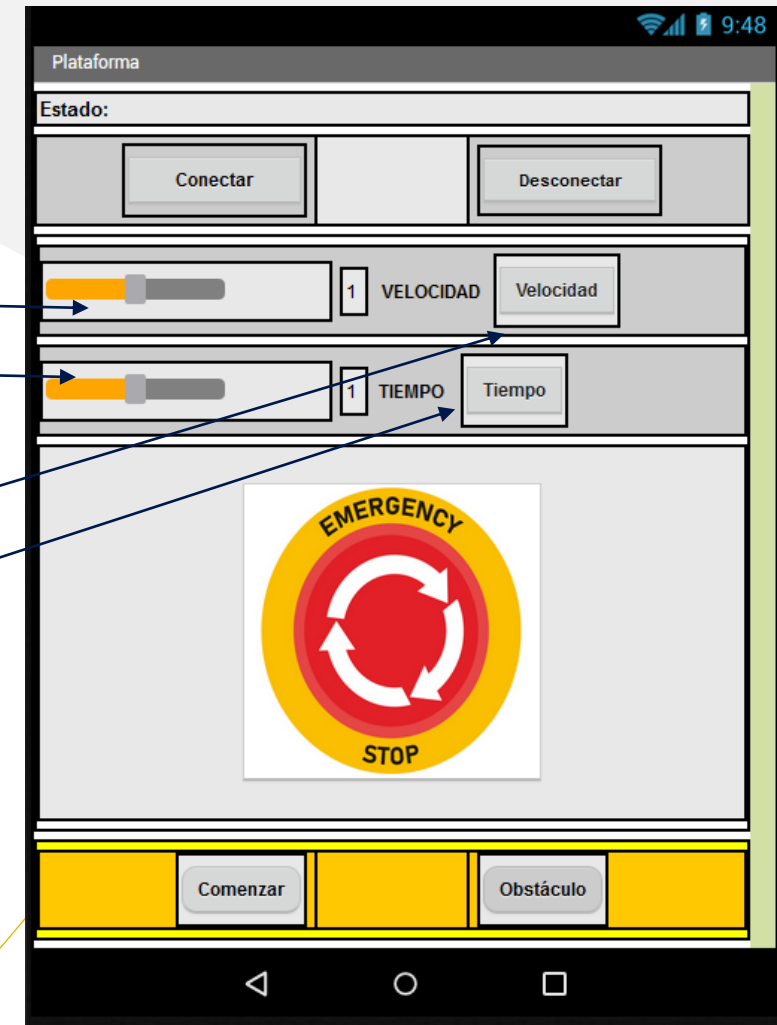 9:48
Plataforma
Estado:
Conectar
Desconectar
1 VELOCIDAD Velocidad
1 TIEMPO Tiempo
EMERGENCY
STOP
Comenzar
Obstáculo